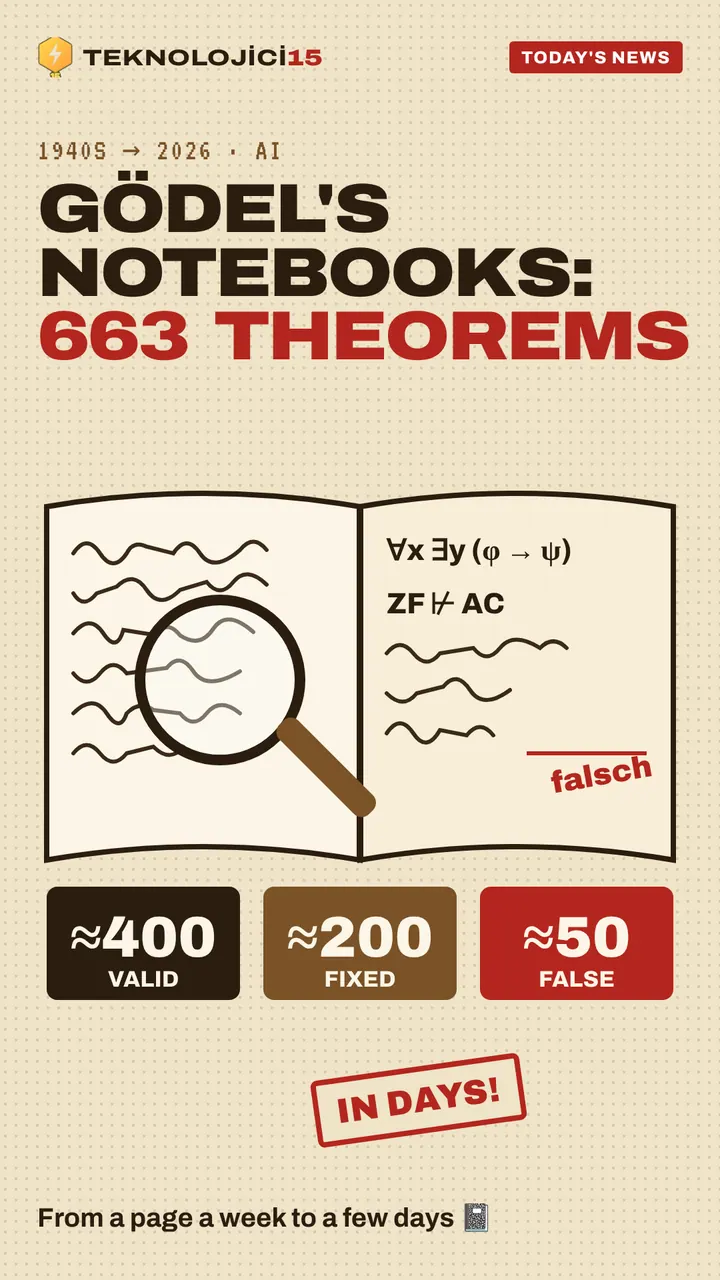 TEKNOLOJİCİ15
TODAY'S NEWS
1940S → 2026 · AI
GÖDEL'S
NOTEBOOKS:
663 THEOREMS
∀x ∃y (φ → ψ)
ZF ⊬ AC
falsch
≈400
VALID
≈200
FIXED
≈50
FALSE
IN DAYS!
From a page a week to a few days